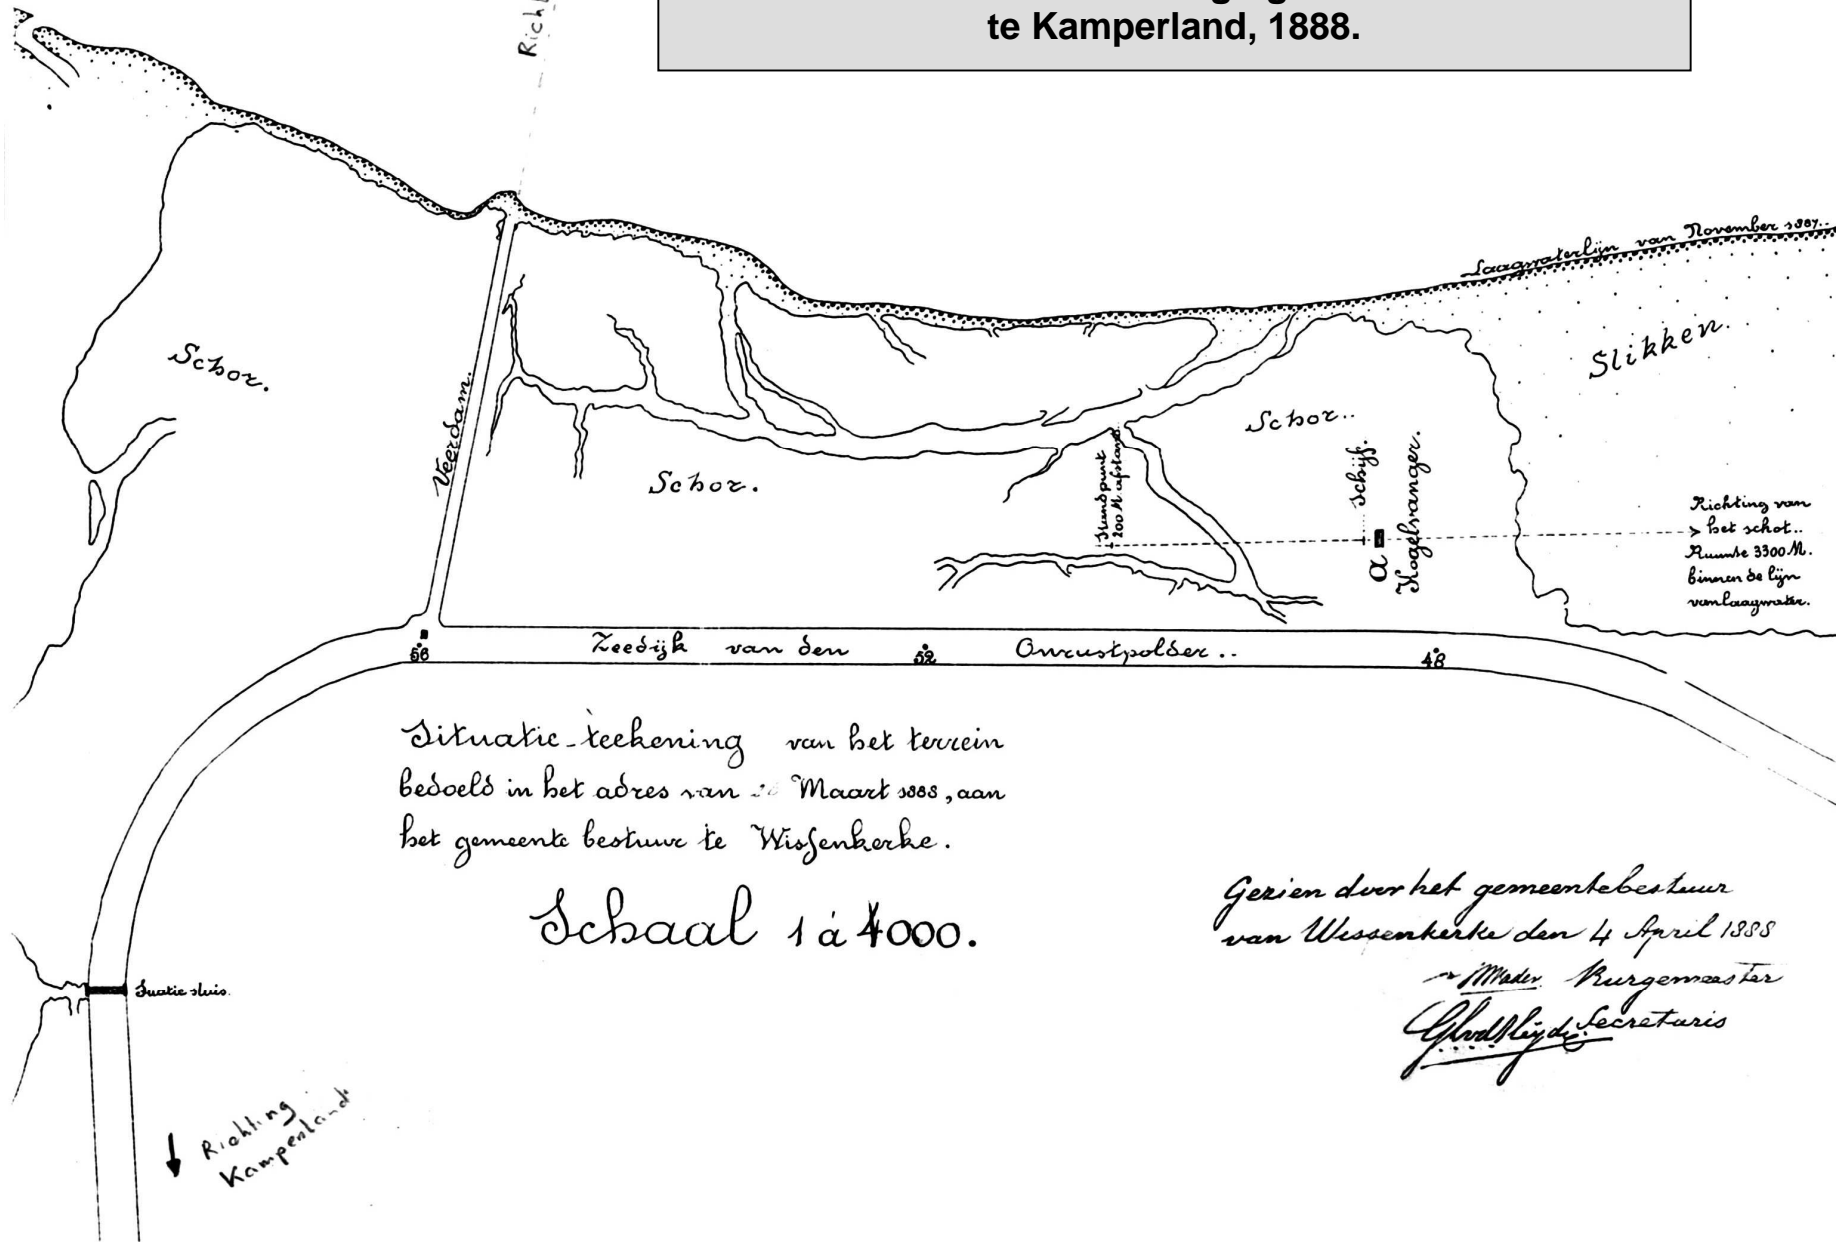 te Kamperland, 1888.
Laagwaterlijn van November 1887..
Slikken.
Schor.
Veerdam.
Schor.
Schor..
Standpunt
200 M. afstand.
Schijf.
a
Kogelvanger.
Richting van
het schot..
Ruimte 3300 M.
binnen de lijn
van laagwater.
56
Zeedijk van den
52
Onrustpolder..
48
Situatie-teekening van het terrein
bedoeld in het adres van Maart 1888, aan
het gemeente bestuur te Wissenkerke.
Schaal 1 à 4000.
Gezien door het gemeentebestuur
van Wissenkerke den 4 April 1888
Burgemeester
Secretaris
Suatie sluis.
Richting
Kamperland